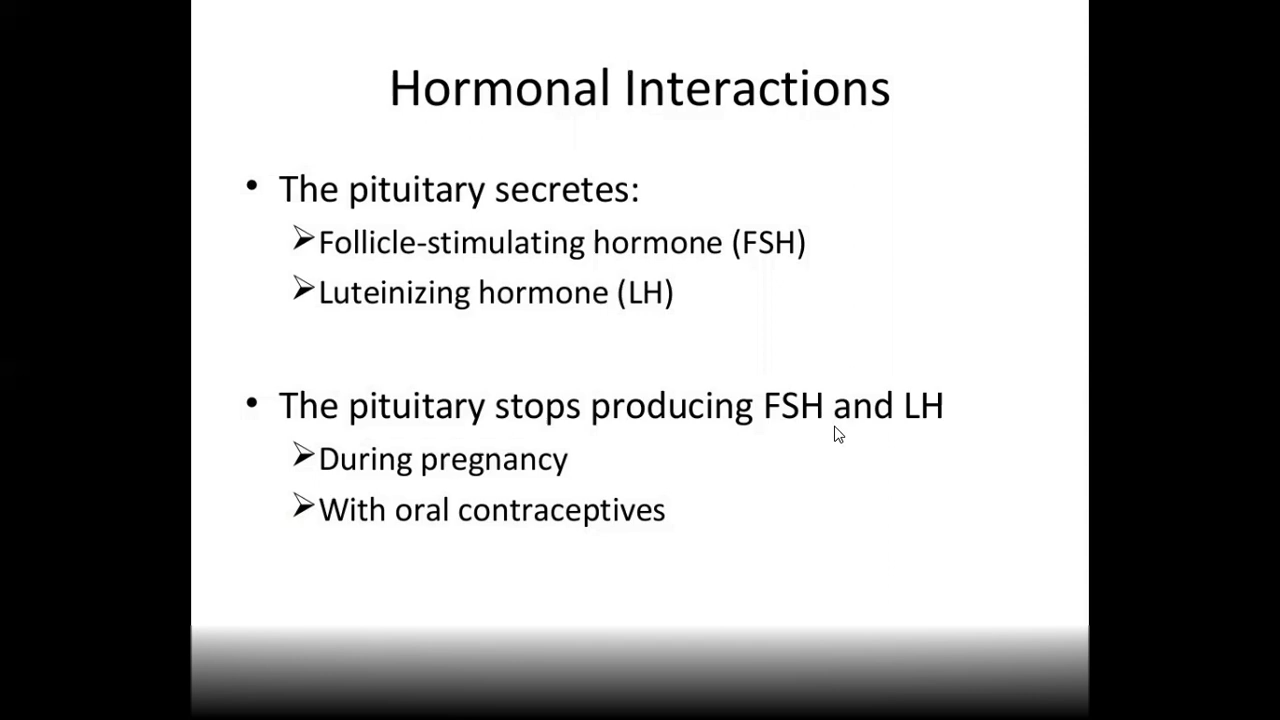 Hormonal Interactions
• The pituitary secretes:
➢Follicle-stimulating hormone (FSH)
➢Luteinizing hormone (LH)
• The pituitary stops producing FSH and LH
➢During pregnancy
➢With oral contraceptives